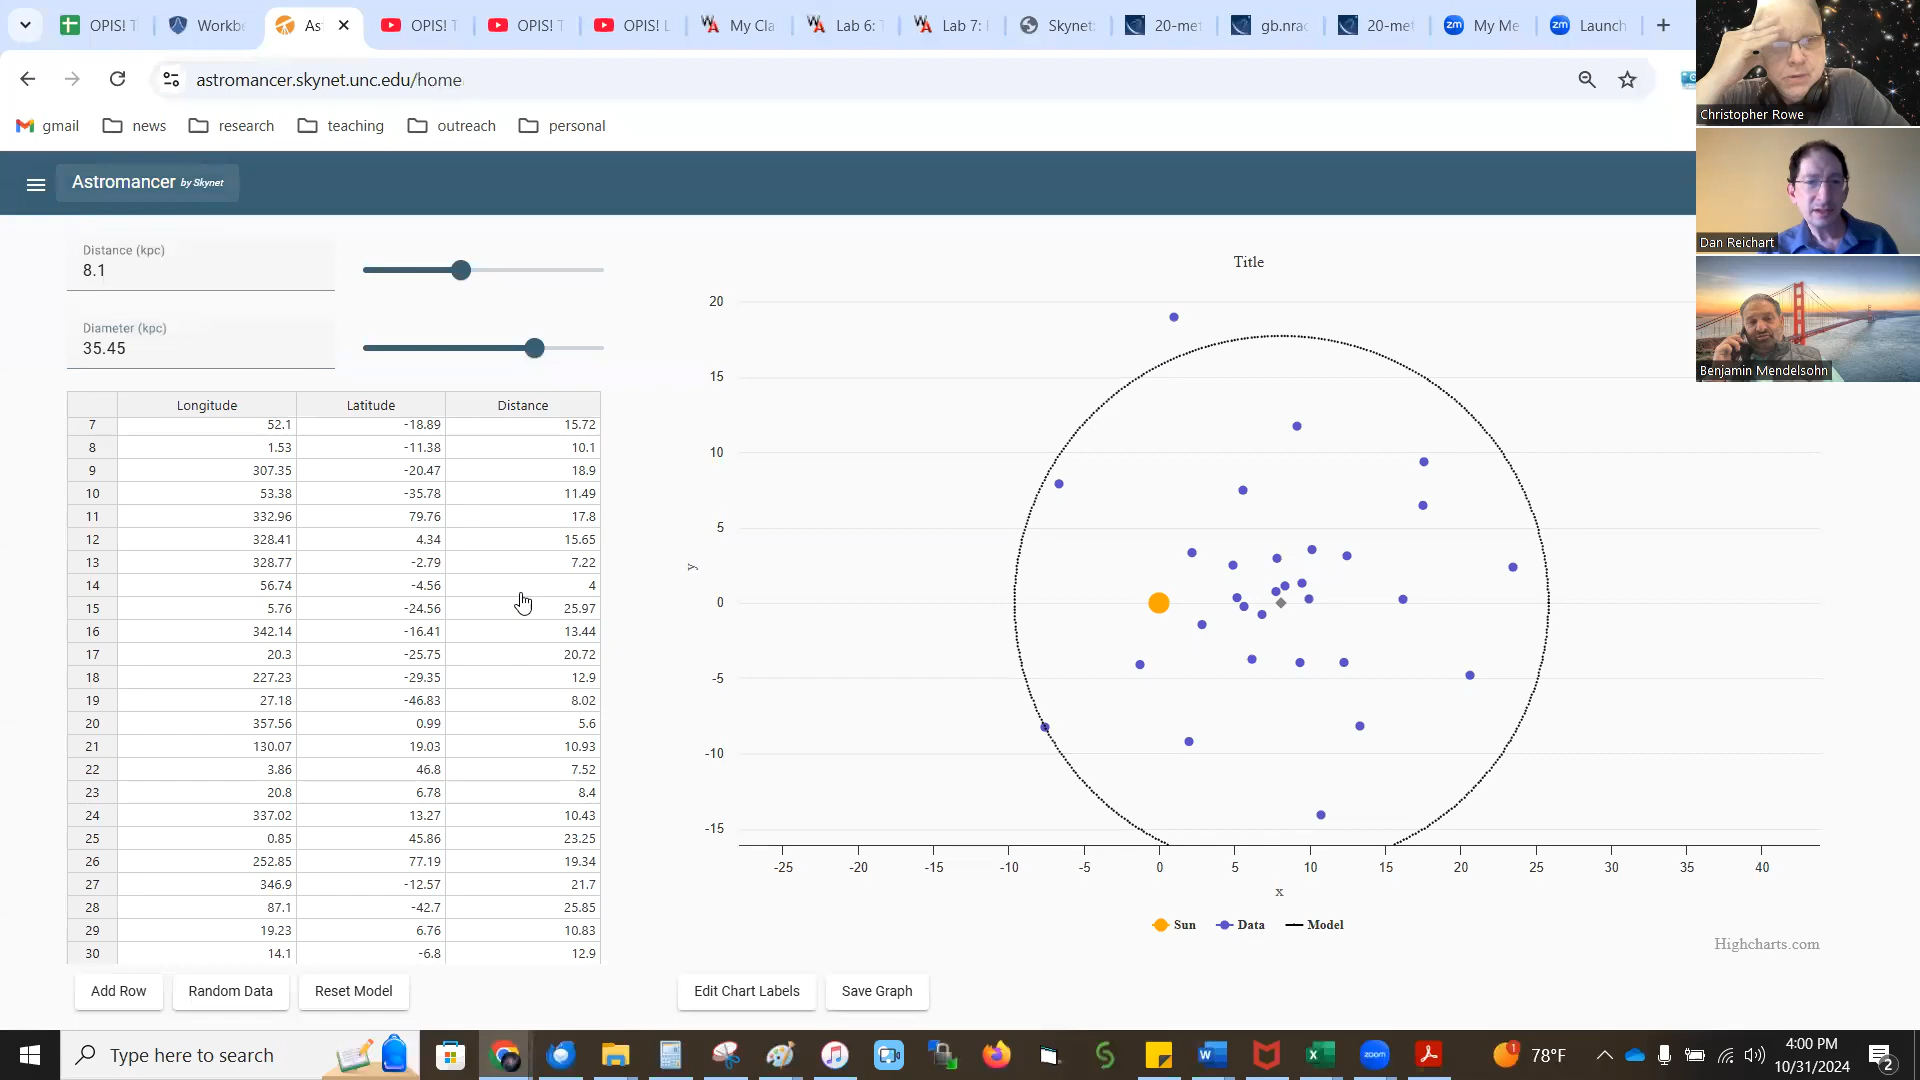 OPIS! T
Workbe
As
OPIS! T
OPIS! T
OPIS! L
My Cla
Lab 6: T
Lab 7:
Skynet:
20-met
gb.nrao
20-met
My Me
Launch
astromancer.skynet.unc.edu/home
gmail
news
research
teaching
outreach
personal
Astromancer by Skynet
Christopher Rowe
Dan Reichart
Benjamin Mendelsohn
Distance (kpc)
8.1
Diameter (kpc)
35.45
Longitude Latitude Distance
7 52.1 -18.89 15.72
8 1.53 -11.38 10.1
9 307.35 -20.47 18.9
10 53.38 -35.78 11.49
11 332.96 79.76 17.8
12 328.41 4.34 15.65
13 328.77 -2.79 7.22
14 56.74 -4.56 4
15 5.76 -24.56 25.97
16 342.14 -16.41 13.44
17 20.3 -25.75 20.72
18 227.23 -29.35 12.9
19 27.18 -46.83 8.02
20 357.56 0.99 5.6
21 130.07 19.03 10.93
22 3.86 46.8 7.52
23 20.8 6.78 8.4
24 337.02 13.27 10.43
25 0.85 45.86 23.25
26 252.85 77.19 19.34
27 346.9 -12.57 21.7
28 87.1 -42.7 25.85
29 19.23 6.76 10.83
30 14.1 -6.8 12.9
Add Row
Random Data
Reset Model
Title
20
15
10
5
0
-5
-10
-15
y
-25 -20 -15 -10 -5 0 5 10 15 20 25 30 35 40
x
Sun Data Model
Highcharts.com
Edit Chart Labels
Save Graph
Type here to search
zoom
78°F
4:00 PM
10/31/2024
2